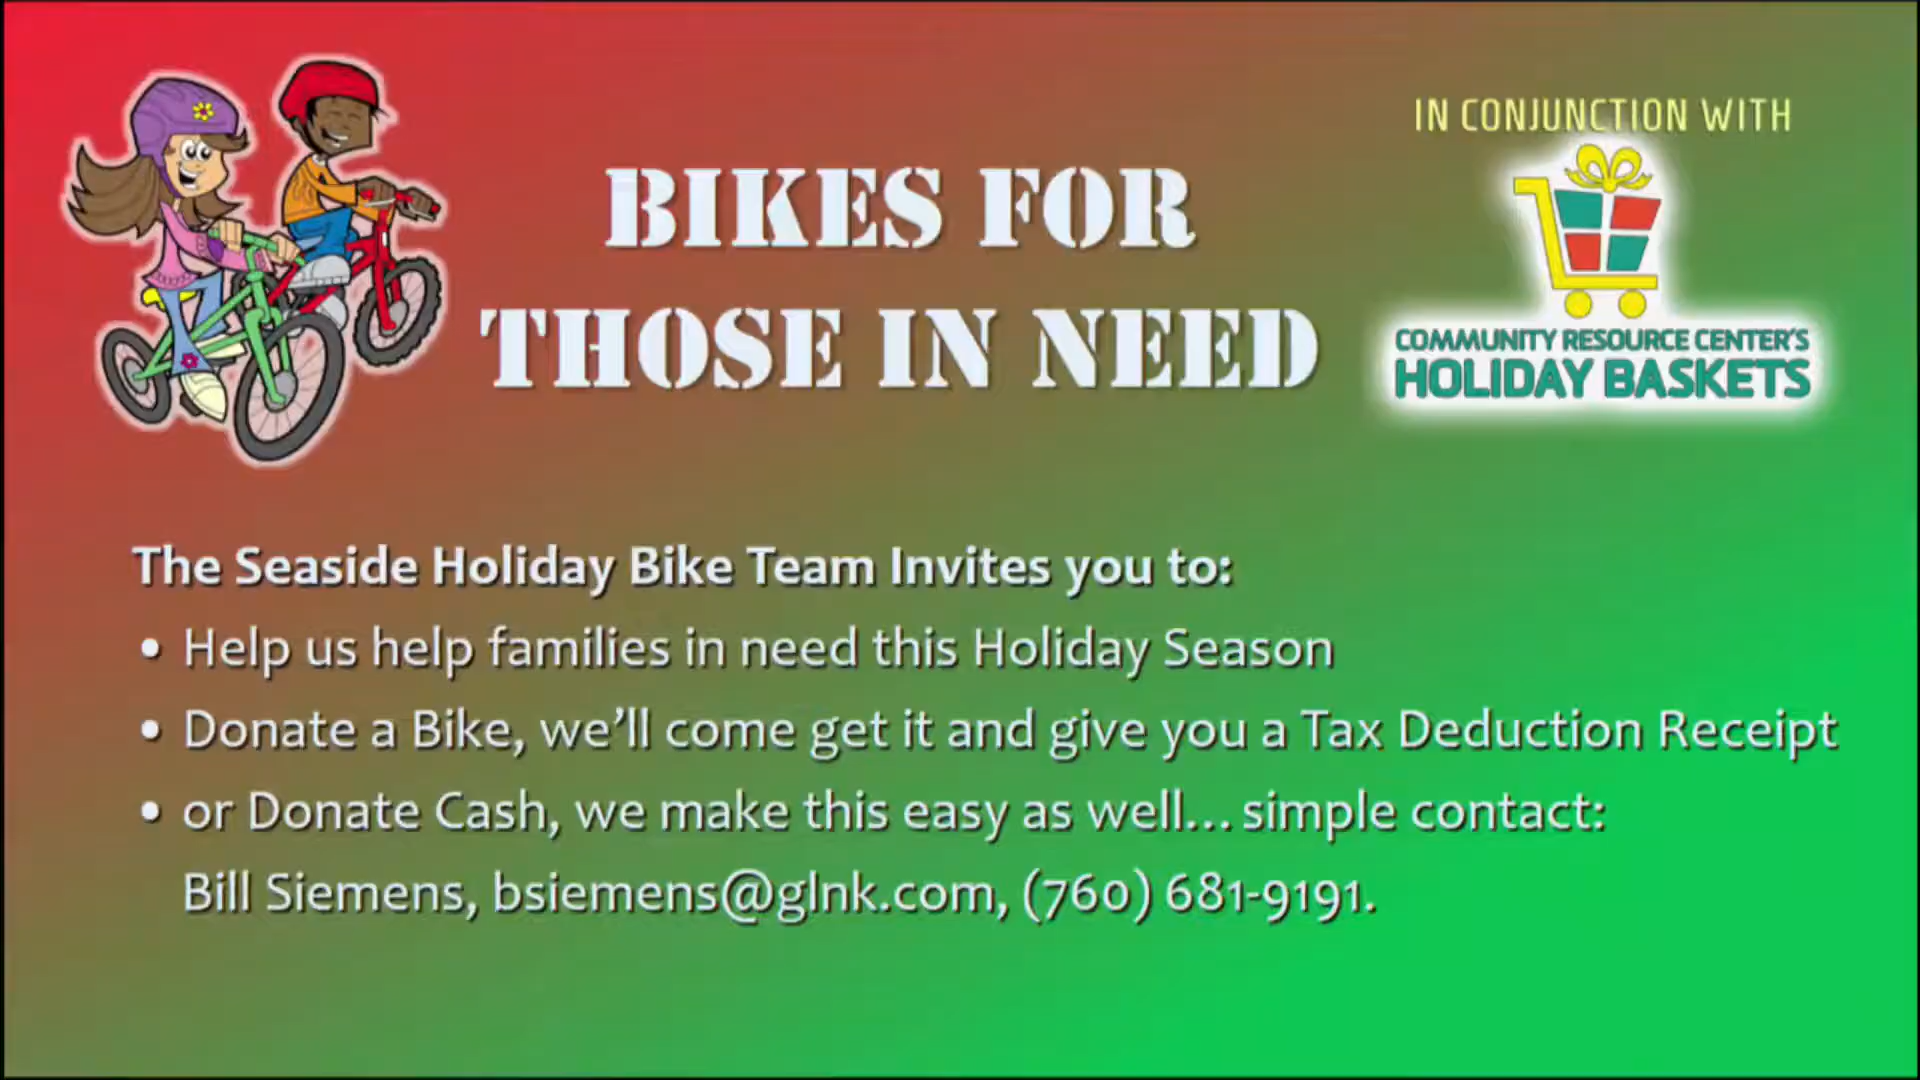 BIKES FOR
THOSE IN NEED
IN CONJUNCTION WITH
COMMUNITY RESOURCE CENTER'S
HOLIDAY BASKETS
The Seaside Holiday Bike Team Invites you to:
• Help us help families in need this Holiday Season
• Donate a Bike, we’ll come get it and give you a Tax Deduction Receipt
• or Donate Cash, we make this easy as well... simple contact:
Bill Siemens, bsiemens@glnk.com, (760) 681-9191.